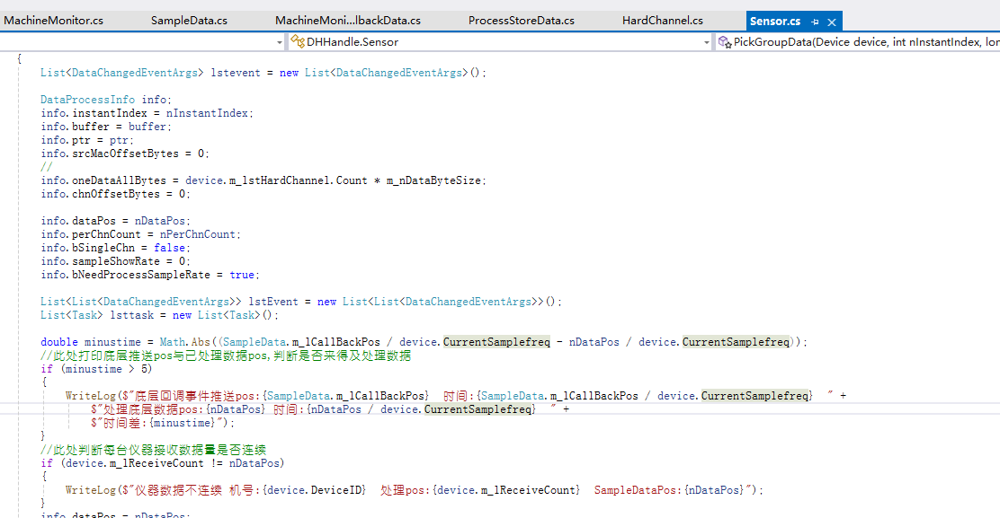 MachineMonitor.cs SampleData.cs MachineMoni...lbackData.cs ProcessStoreData.cs HardChannel.cs Sensor.cs
DHHandle.Sensor PickGroupData(Device device, int nInstantIndex, lon
{
List<DataChangedEventArgs> lstevent = new List<DataChangedEventArgs>();
DataProcessInfo info;
info.instantIndex = nInstantIndex;
info.buffer = buffer;
info.ptr = ptr;
info.srcMacOffsetBytes = 0;
//
info.oneDataAllBytes = device.m_lstHardChannel.Count * m_nDataByteSize;
info.chnOffsetBytes = 0;
info.dataPos = nDataPos;
info.perChnCount = nPerChnCount;
info.bSingleChn = false;
info.sampleShowRate = 0;
info.bNeedProcessSampleRate = true;
List<List<DataChangedEventArgs>> lstEvent = new List<List<DataChangedEventArgs>>();
List<Task> lsttask = new List<Task>();
double minustime = Math.Abs((SampleData.m_lCallBackPos / device.CurrentSamplefreq - nDataPos / device.CurrentSamplefreq));
//此处打印底层推送pos与已处理数据pos,判断是否来得及处理数据
if (minustime > 5)
{
WriteLog($"底层回调事件推送pos:{SampleData.m_lCallBackPos} 时间:{SampleData.m_lCallBackPos / device.CurrentSamplefreq} " +
$"处理底层数据pos:{nDataPos} 时间:{nDataPos / device.CurrentSamplefreq} " +
$"时间差:{minustime}");
}
//此处判断每台仪器接收数据量是否连续
if (device.m_lReceiveCount != nDataPos)
{
WriteLog($"仪器数据不连续 机号:{device.DeviceID} 处理pos:{device.m_lReceiveCount} SampleDataPos:{nDataPos}");
}
info.dataPos = nDataPos;